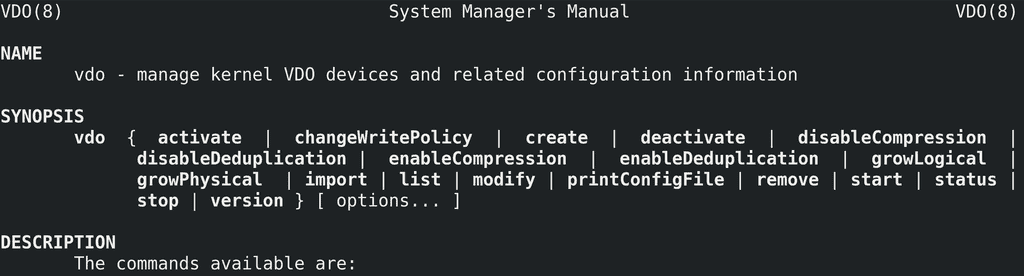 VDO(8) System Manager's Manual VDO(8)
NAME
vdo - manage kernel VDO devices and related configuration information
SYNOPSIS
vdo { activate | changeWritePolicy | create | deactivate | disableCompression |
disableDeduplication | enableCompression | enableDeduplication | growLogical |
growPhysical | import | list | modify | printConfigFile | remove | start | status |
stop | version } [ options... ]
DESCRIPTION
The commands available are: